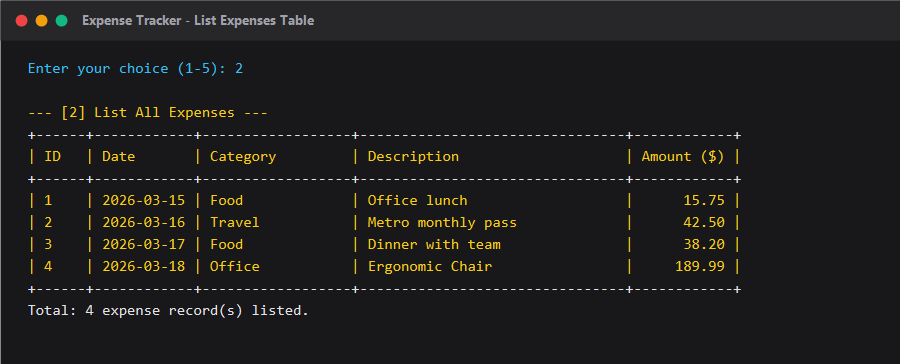 Expense Tracker - List Expenses Table
Enter your choice (1-5): 2
--- [2] List All Expenses ---
+------+------------+------------------+--------------------------------+------------+
| ID   | Date       | Category         | Description                    | Amount ($) |
+------+------------+------------------+--------------------------------+------------+
| 1    | 2026-03-15 | Food             | Office lunch                   |      15.75 |
| 2    | 2026-03-16 | Travel           | Metro monthly pass             |      42.50 |
| 3    | 2026-03-17 | Food             | Dinner with team               |      38.20 |
| 4    | 2026-03-18 | Office           | Ergonomic Chair                |     189.99 |
+------+------------+------------------+--------------------------------+------------+
Total: 4 expense record(s) listed.